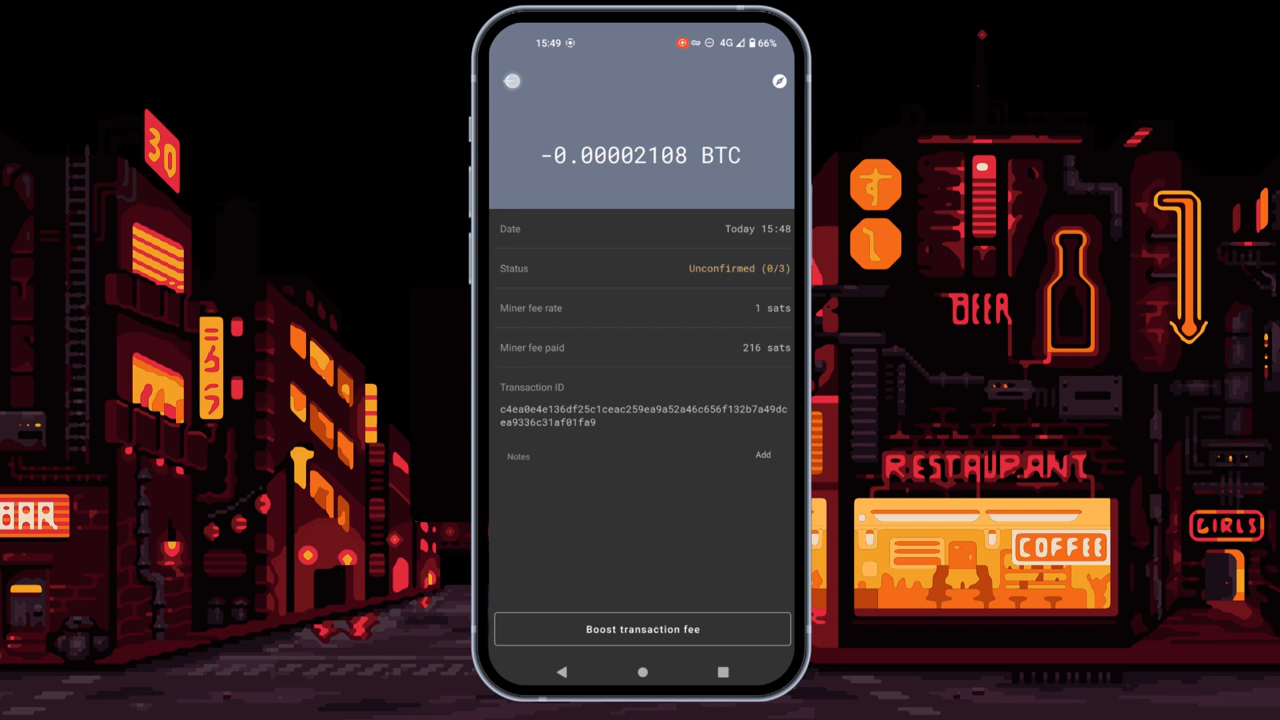 15:49
4G 66%
-0.00002108 BTC
Date Today 15:48
Status Unconfirmed (0/3)
Miner fee rate 1 sats
Miner fee paid 216 sats
Transaction ID
c4ea0e4e136df25c1ceac259ea9a52a46c656f132b7a49dc
ea9336c31af01fa9
Notes Add
Boost transaction fee
30
BAR
す
し
BEER
RESTAURANT
COFFEE
GIRLS